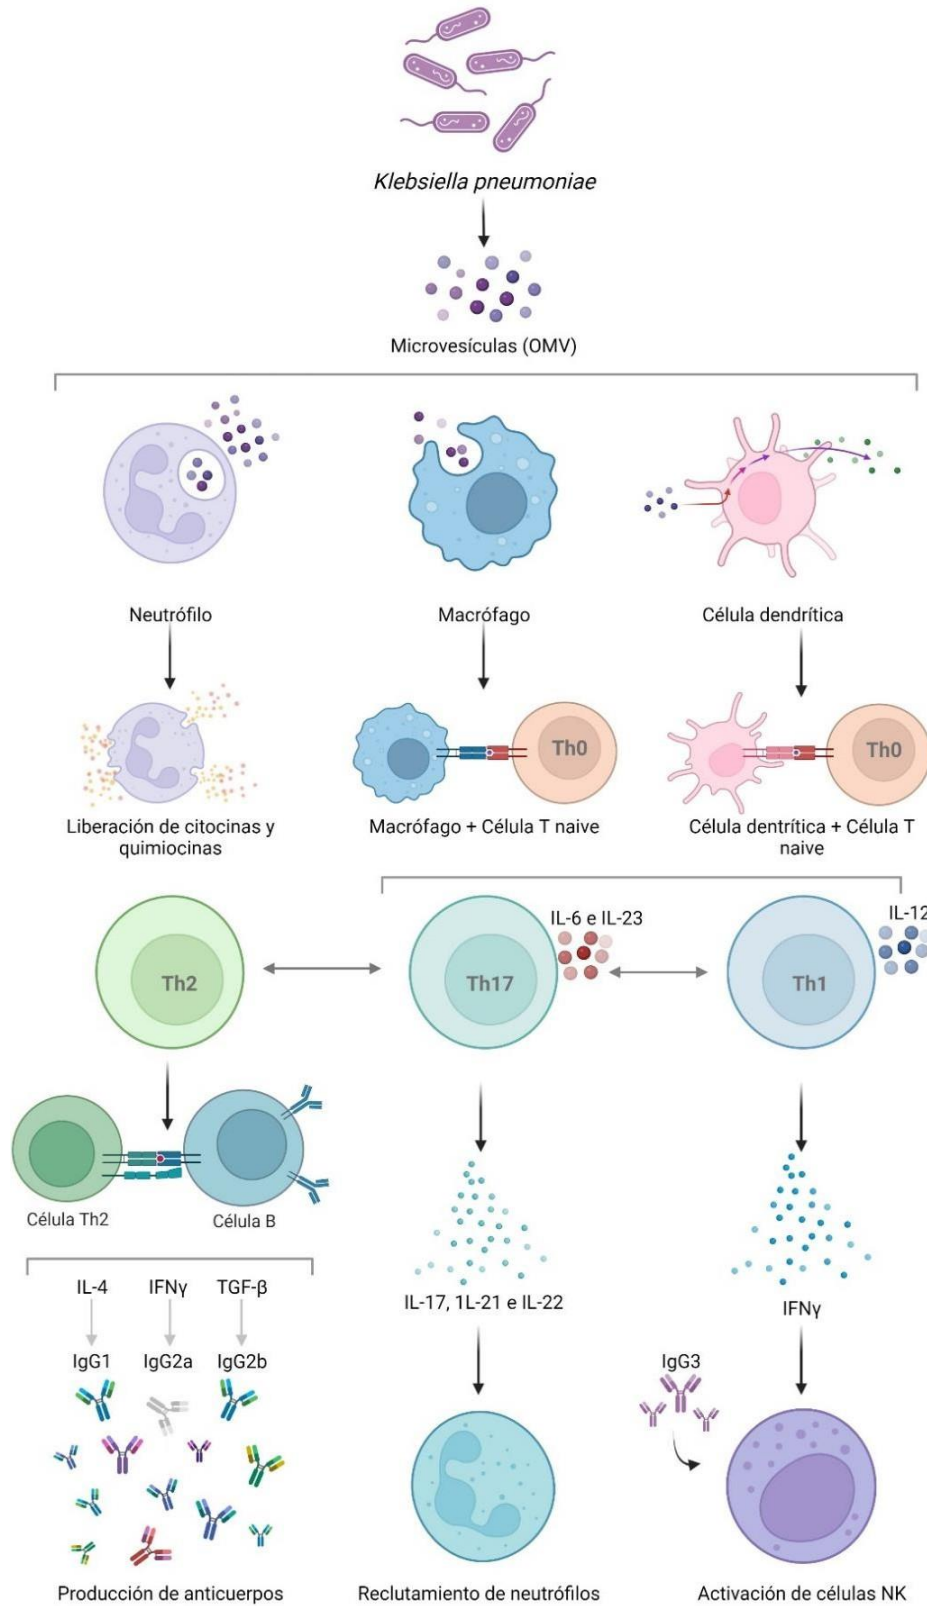 Klebsiella pneumoniae
Microvesículas (OMV)
Neutrófilo
Macrófago
Célula dendrítica
Th0
Th0
Liberación de citocinas y
quimiocinas
Macrófago + Célula T naive
Célula dentrítica + Célula T
naive
IL-6 e IL-23
IL-12
Th2
Th17
Th1
Célula Th2
Célula B
IL-4
IFNγ
TGF-β
IL-17, 1L-21 e IL-22
IFNγ
IgG1
IgG2a
IgG2b
IgG3
Producción de anticuerpos
Reclutamiento de neutrófilos
Activación de células NK